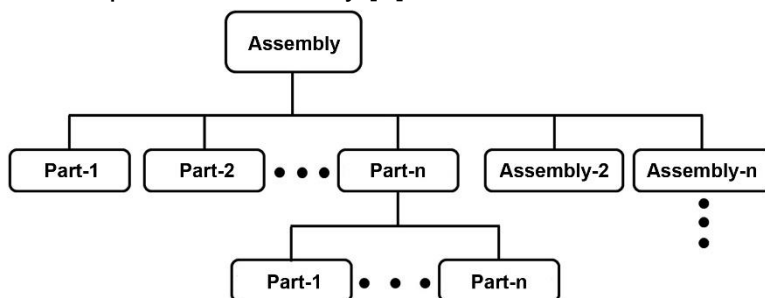 Assembly
Part-1 Part-2 • • • Part-n Assembly-2 Assembly-n
Part-1 • • • Part-n